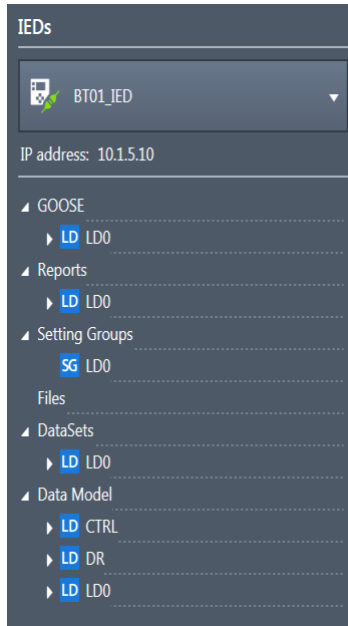 IEDs
BT01_IED
IP address: 10.1.5.10
GOOSE
LD LD0
Reports
LD LD0
Setting Groups
SG LD0
Files
DataSets
LD LD0
Data Model
LD CTRL
LD DR
LD LD0